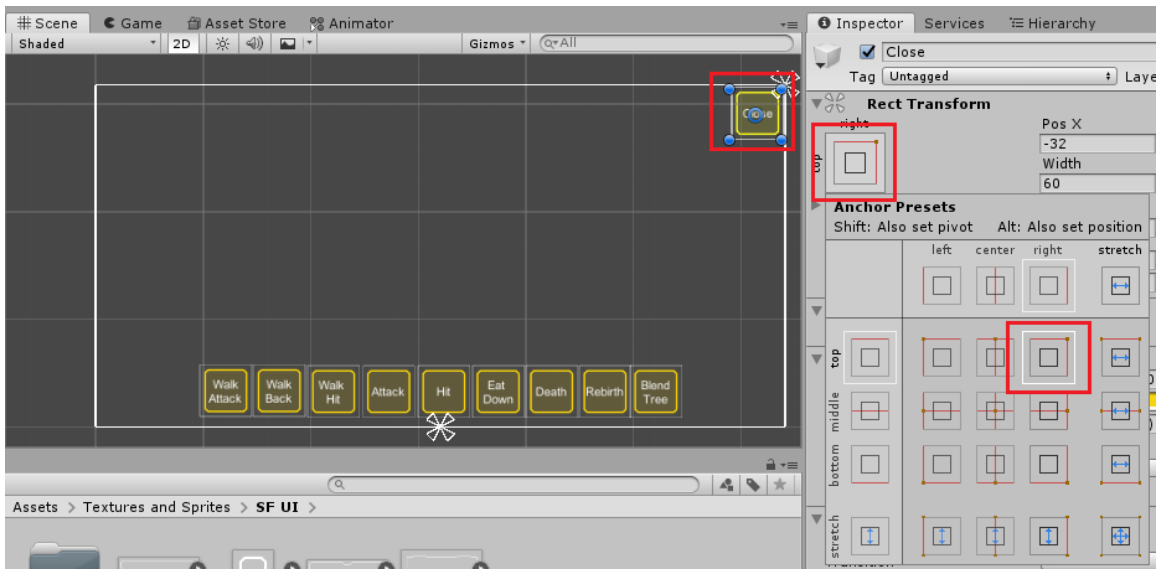 Scene Game Asset Store Animator
Shaded 2D Gizmos All
Close
Walk Attack
Walk Back
Walk Hit
Attack
Hit
Eat Down
Death
Rebirth
Blend Tree
Assets > Textures and Sprites > SF UI >
Inspector Services Hierarchy
Close
Tag Untagged Laye
Rect Transform
right Pos X
-32
top Width
60
Anchor Presets
Shift: Also set pivot Alt: Also set position
left center right stretch
top
middle
bottom
stretch